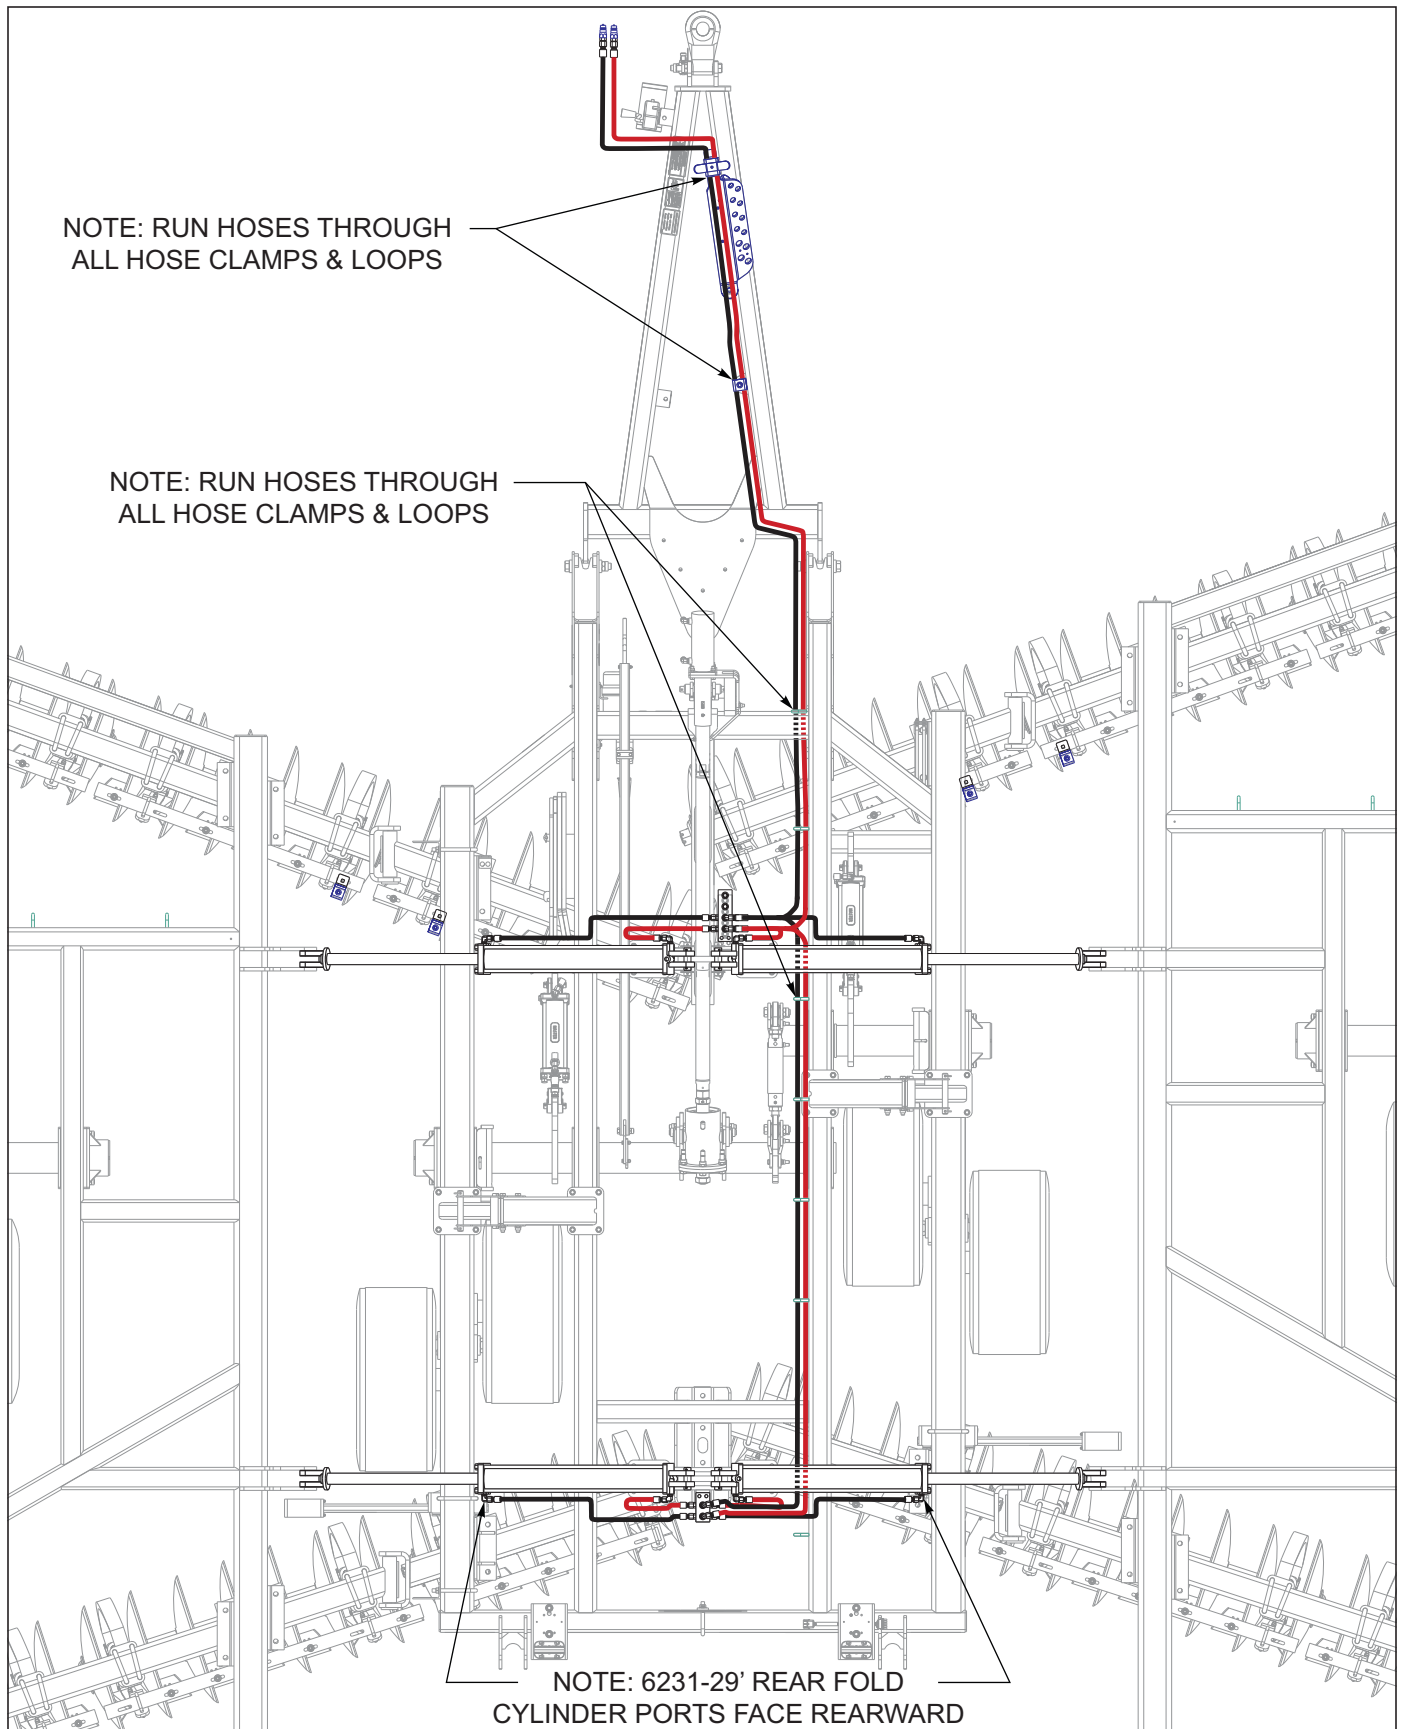 NOTE: RUN HOSES THROUGH
ALL HOSE CLAMPS & LOOPS
NOTE: RUN HOSES THROUGH
ALL HOSE CLAMPS & LOOPS
NOTE: 6231-29’ REAR FOLD
CYLINDER PORTS FACE REARWARD